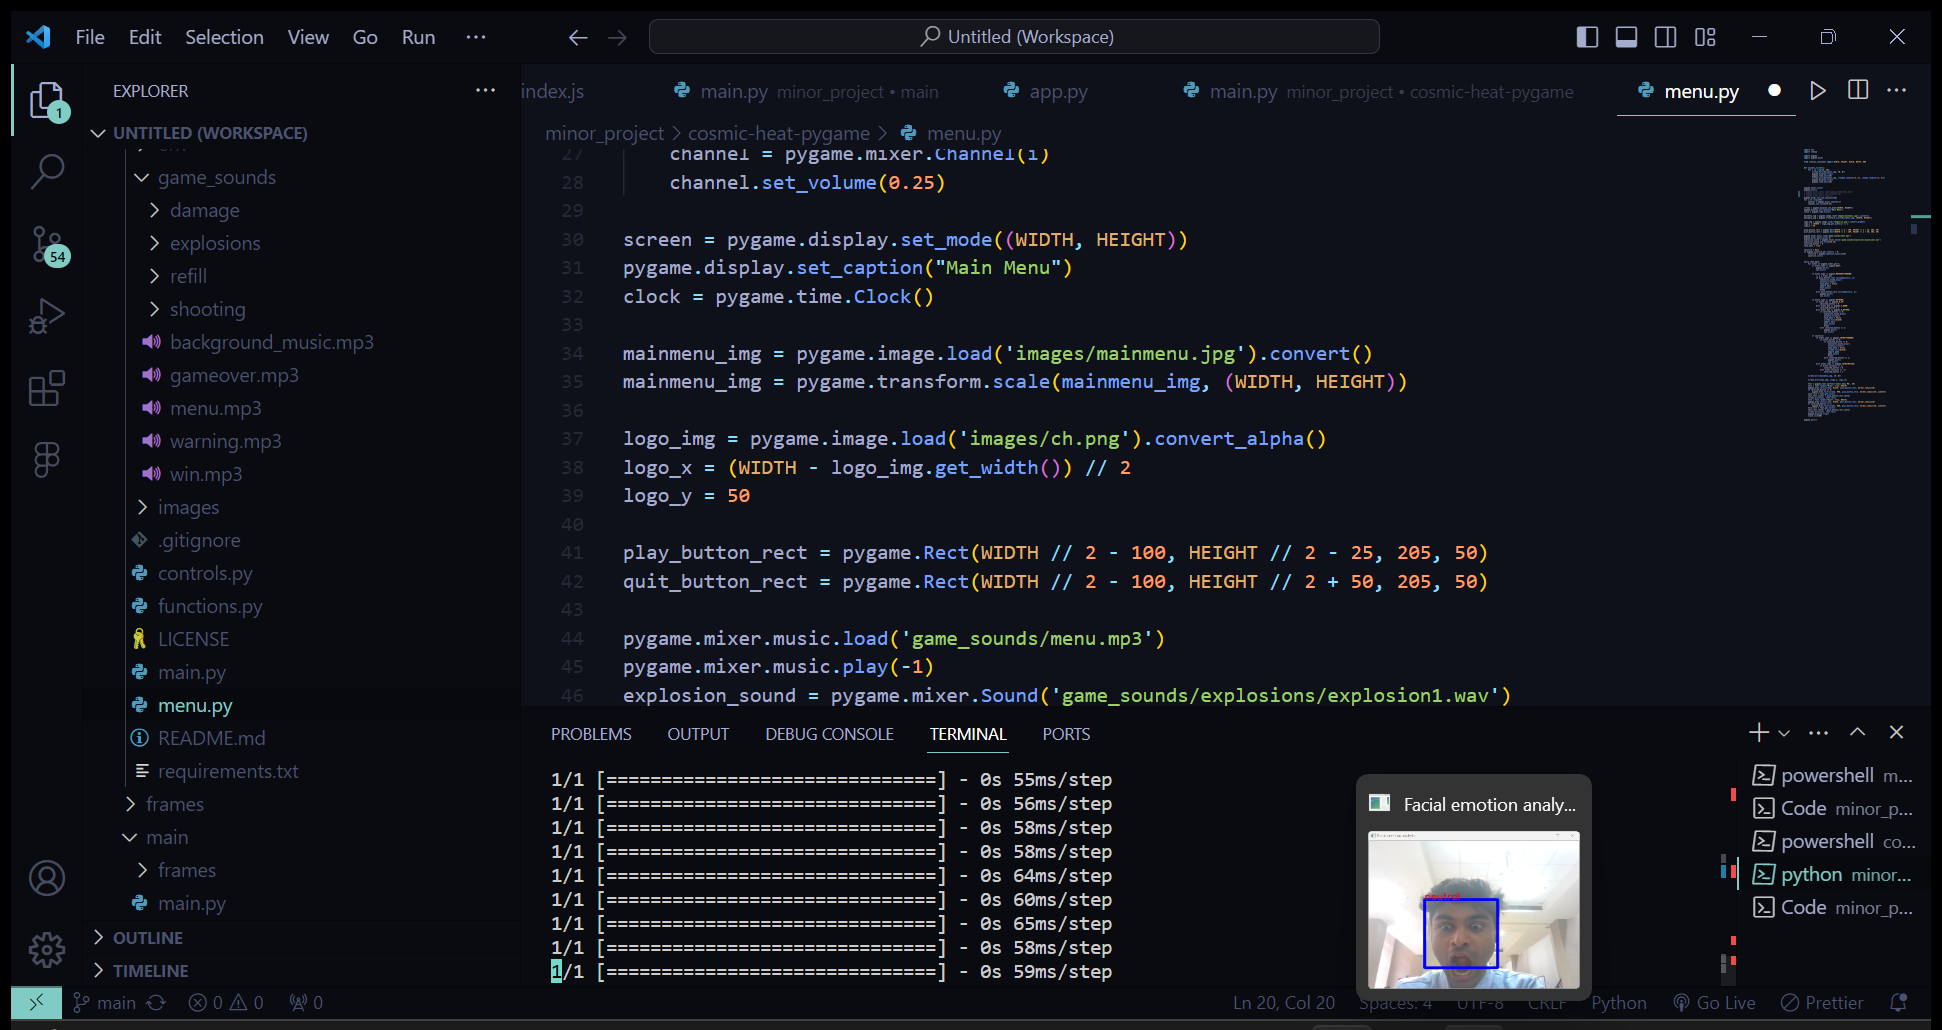 File Edit Selection View Go Run ···
Untitled (Workspace)
EXPLORER
1
54
UNTITLED (WORKSPACE)
game_sounds
damage
explosions
refill
shooting
background_music.mp3
gameover.mp3
menu.mp3
warning.mp3
win.mp3
images
.gitignore
controls.py
functions.py
LICENSE
main.py
menu.py
README.md
requirements.txt
frames
main
frames
main.py
OUTLINE
TIMELINE
index.js main.py minor_project • main app.py main.py minor_project • cosmic-heat-pygame menu.py
minor_project > cosmic-heat-pygame > menu.py
27 channel = pygame.mixer.Channel(i)
28 channel.set_volume(0.25)
29
30 screen = pygame.display.set_mode((WIDTH, HEIGHT))
31 pygame.display.set_caption("Main Menu")
32 clock = pygame.time.Clock()
33
34 mainmenu_img = pygame.image.load('images/mainmenu.jpg').convert()
35 mainmenu_img = pygame.transform.scale(mainmenu_img, (WIDTH, HEIGHT))
36
37 logo_img = pygame.image.load('images/ch.png').convert_alpha()
38 logo_x = (WIDTH - logo_img.get_width()) // 2
39 logo_y = 50
40
41 play_button_rect = pygame.Rect(WIDTH // 2 - 100, HEIGHT // 2 - 25, 205, 50)
42 quit_button_rect = pygame.Rect(WIDTH // 2 - 100, HEIGHT // 2 + 50, 205, 50)
43
44 pygame.mixer.music.load('game_sounds/menu.mp3')
45 pygame.mixer.music.play(-1)
46 explosion_sound = pygame.mixer.Sound('game_sounds/explosions/explosion1.wav')
PROBLEMS OUTPUT DEBUG CONSOLE TERMINAL PORTS
1/1 [==============================] - 0s 55ms/step
1/1 [==============================] - 0s 56ms/step
1/1 [==============================] - 0s 58ms/step
1/1 [==============================] - 0s 58ms/step
1/1 [==============================] - 0s 64ms/step
1/1 [==============================] - 0s 60ms/step
1/1 [==============================] - 0s 65ms/step
1/1 [==============================] - 0s 58ms/step
1/1 [==============================] - 0s 59ms/step
Facial emotion analy...
powershell m...
Code minor_p...
powershell co...
python minor...
Code minor_p...
main 0 0 0 Ln 20, Col 20 Spaces: 4 UTF-8 CRLF Python Go Live Prettier